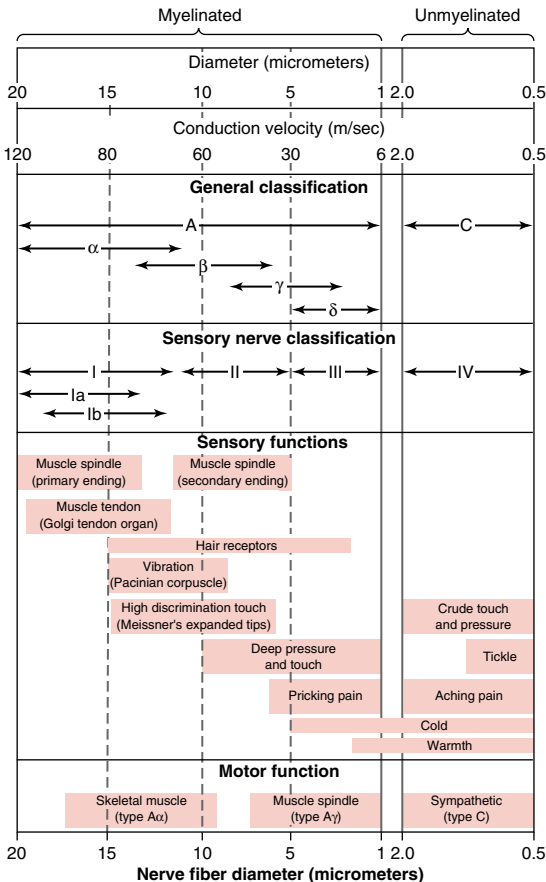 Myelinated Unmyelinated
Diameter (micrometers)
20 15 10 5 1 2.0 0.5
Conduction velocity (m/sec)
120 80 60 30 6 2.0 0.5
General classification
A C
α
β
γ
δ
Sensory nerve classification
I II III IV
Ia
Ib
Sensory functions
Muscle spindle
(primary ending)
Muscle spindle
(secondary ending)
Muscle tendon
(Golgi tendon organ)
Hair receptors
Vibration
(Pacinian corpuscle)
High discrimination touch
(Meissner's expanded tips)
Crude touch
and pressure
Deep pressure
and touch
Tickle
Pricking pain
Aching pain
Cold
Warmth
Motor function
Skeletal muscle
(type Aα)
Muscle spindle
(type Aγ)
Sympathetic
(type C)
20 15 10 5 1 2.0 0.5
Nerve fiber diameter (micrometers)